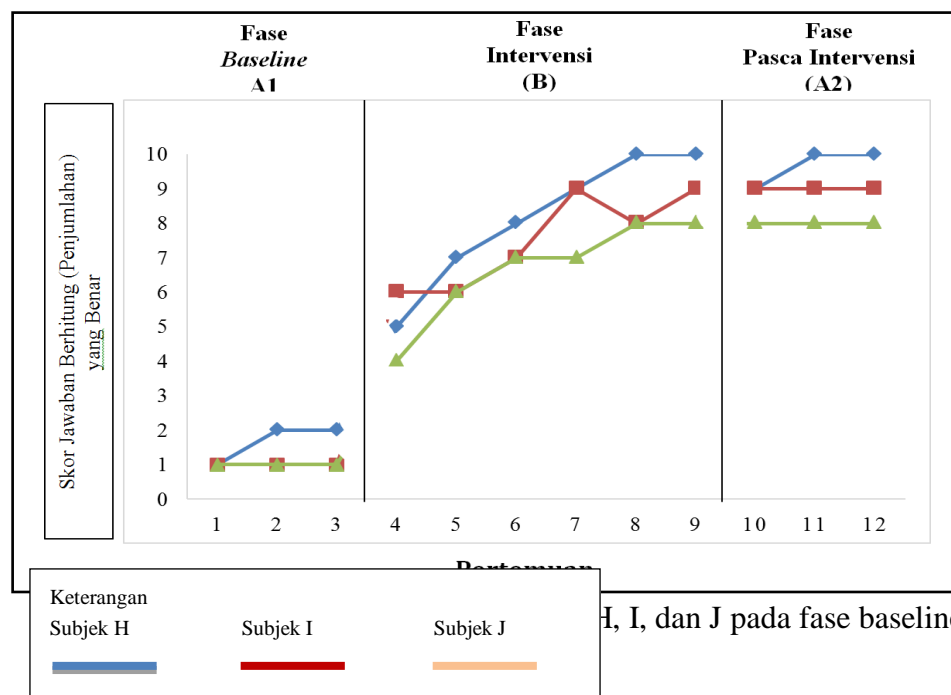 Fase
Baseline
A1
Fase
Intervensi
(B)
Fase
Pasca Intervensi
(A2)
Skor Jawaban Berhitung (Penjumlahan)
yang Benar
10
9
8
7
6
5
4
3
2
1
0
1 2 3 4 5 6 7 8 9 10 11 12
Pertemuan
Keterangan
Subjek H Subjek I Subjek J
H, I, dan J pada fase baseline